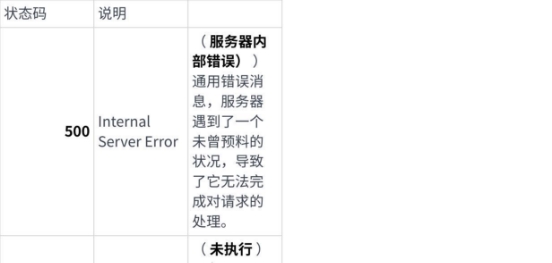 状态码 说明
（ 服务器内
部错误） ）
通用错误消
息，服务器
遇到了一个
500 Internal Server Error
未曾预料的
状况，导致
了它无法完
成对请求的
处理。
（ 未执行 ）